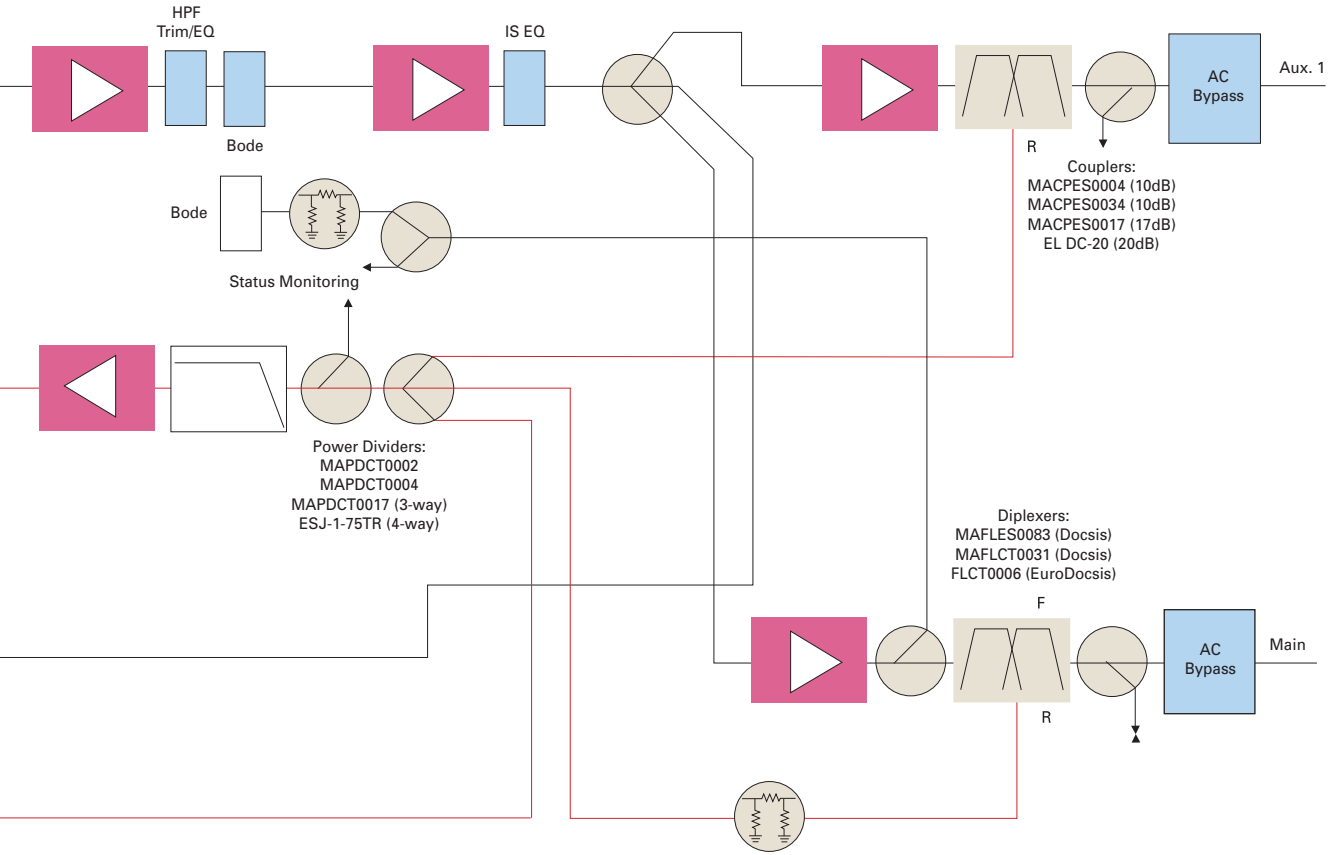 HPF
Trim/EQ
IS EQ
Bode
AC
Bypass
Aux. 1
R
Couplers:
MACPES0004 (10dB)
MACPES0034 (10dB)
MACPES0017 (17dB)
EL DC-20 (20dB)
Bode
Status Monitoring
Power Dividers:
MAPDCT0002
MAPDCT0004
MAPDCT0017 (3-way)
ESJ-1-75TR (4-way)
Diplexers:
MAFLES0083 (Docsis)
MAFLCT0031 (Docsis)
FLCT0006 (EuroDocsis)
F
R
AC
Bypass
Main